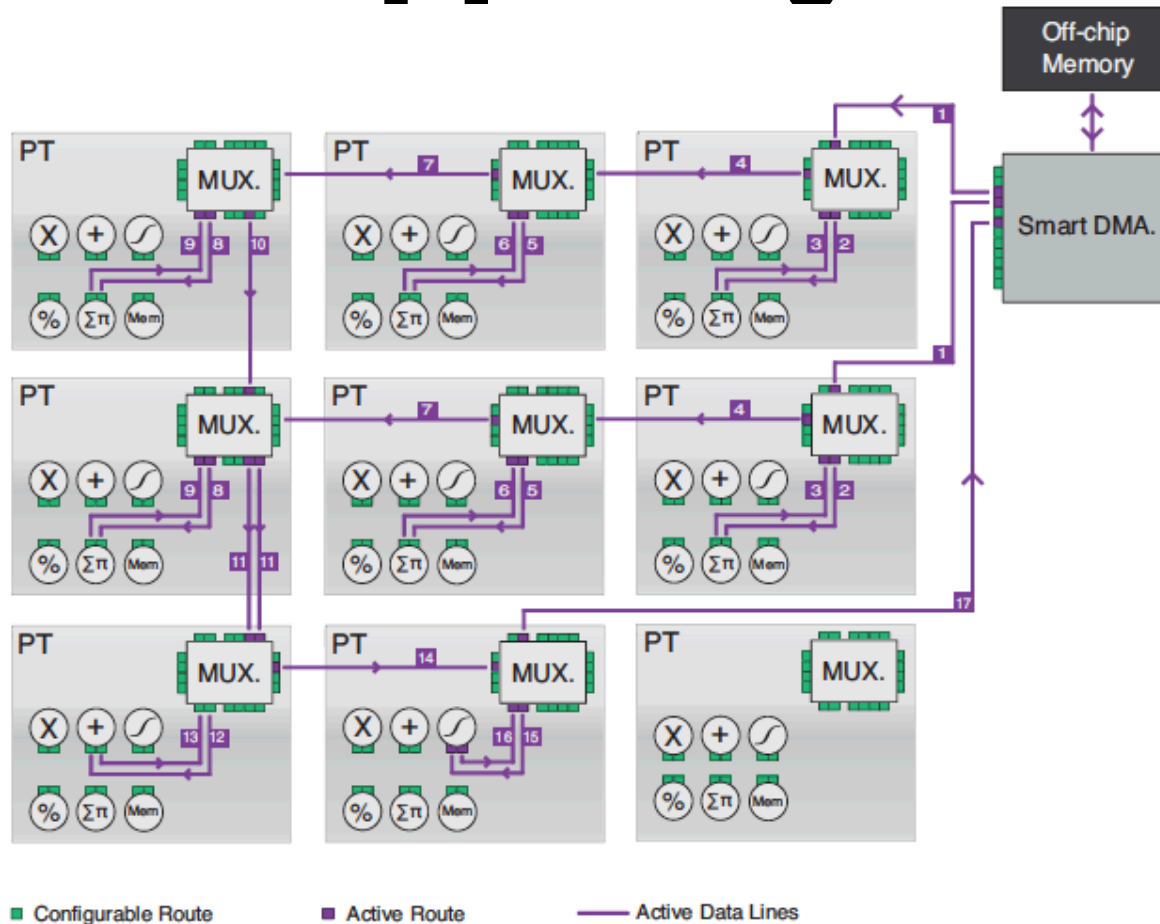 Off-chip
Memory
1
PT
MUX.
7
PT
MUX.
4
PT
MUX.
Smart DMA.
X + 9 8 10
X + 6 5
X + 3 2
% Σπ Mem
% Σπ Mem
% Σπ Mem
1
PT
MUX.
7
PT
MUX.
4
PT
MUX.
X + 9 8
X + 6 5
X + 3 2
% Σπ Mem 11 11
% Σπ Mem
% Σπ Mem
17
PT
MUX.
14
PT
MUX.
PT
MUX.
X + 13 12
X + 16 15
X +
% Σπ Mem
% Σπ Mem
% Σπ Mem
Configurable Route
Active Route
Active Data Lines